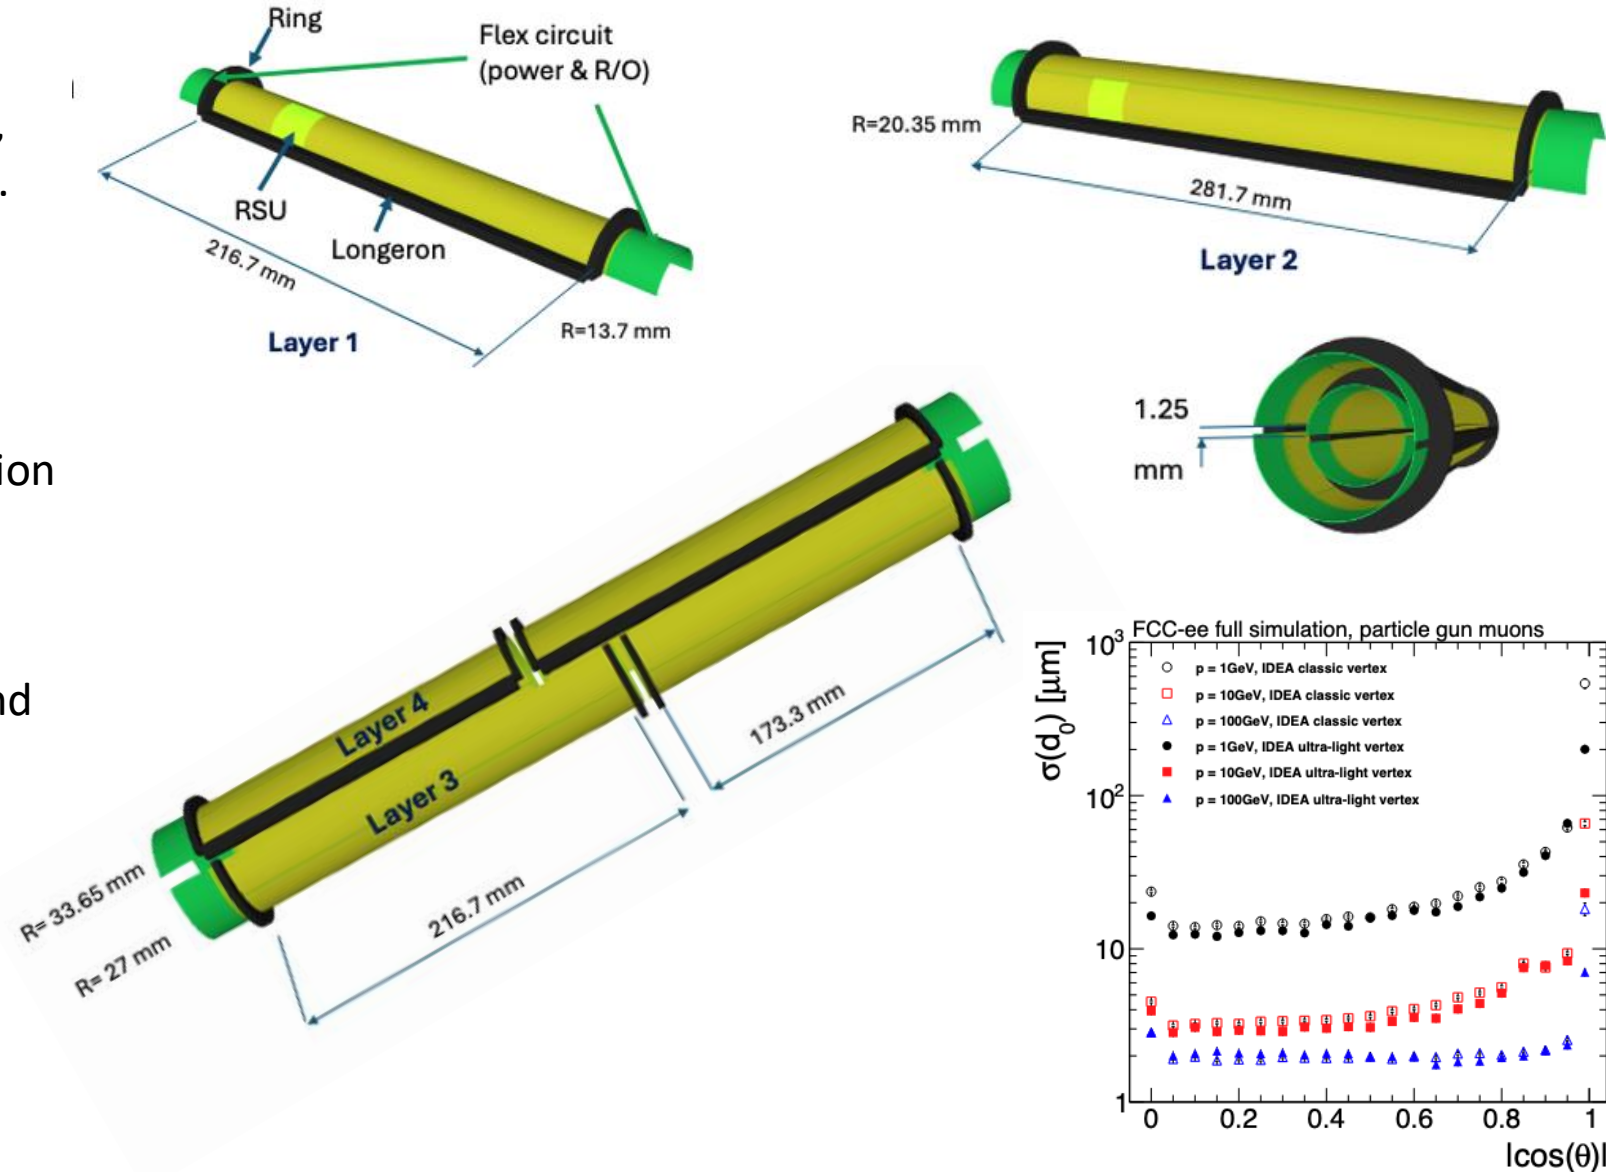 Ring
Flex circuit
(power & R/O)
RSU
Longeron
216.7 mm
Layer 1
R=13.7 mm
R=20.35 mm
281.7 mm
Layer 2
1.25
mm
ion
nd
Layer 4
Layer 3
173.3 mm
216.7 mm
R= 33.65 mm
R= 27 mm
FCC-ee full simulation, particle gun muons
σ(d₀) [μm]
p = 1GeV, IDEA classic vertex
p = 10GeV, IDEA classic vertex
p = 100GeV, IDEA classic vertex
p = 1GeV, IDEA ultra-light vertex
p = 10GeV, IDEA ultra-light vertex
p = 100GeV, IDEA ultra-light vertex
10³
10²
10
1
0 0.2 0.4 0.6 0.8 1
|cos(θ)|